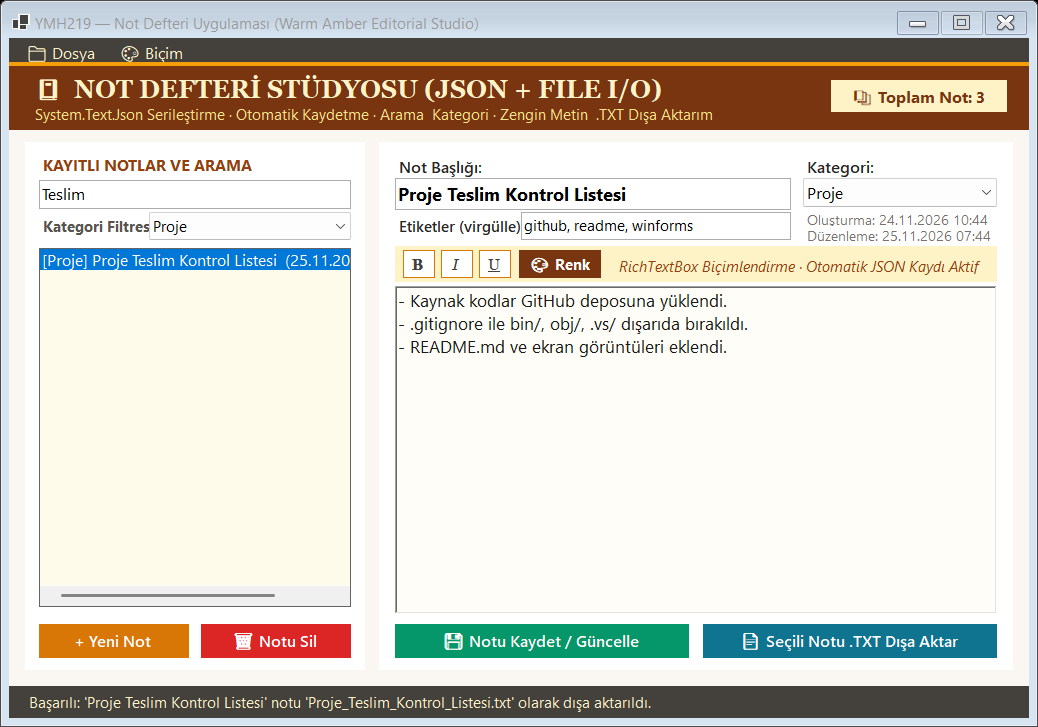 YMH219 — Not Defteri Uygulaması (Warm Amber Editorial Studio)
Dosya Biçim
NOT DEFTERİ STÜDYOSU (JSON + FILE I/O)
System.Text.Json Serileştirme · Otomatik Kaydetme · Arama Kategori · Zengin Metin .TXT Dışa Aktarım
Toplam Not: 3
KAYITLI NOTLAR VE ARAMA
Teslim
Kategori Filtres
Proje
[Proje] Proje Teslim Kontrol Listesi (25.11.20
+ Yeni Not
Notu Sil
Not Başlığı:
Proje Teslim Kontrol Listesi
Kategori:
Proje
Etiketler (virgülle)
github, readme, winforms
Oluşturma: 24.11.2026 10:44
Düzenleme: 25.11.2026 07:44
B I U Renk
RichTextBox Biçimlendirme · Otomatik JSON Kaydı Aktif
- Kaynak kodlar GitHub deposuna yüklendi.
- .gitignore ile bin/, obj/, .vs/ dışarıda bırakıldı.
- README.md ve ekran görüntüleri eklendi.
Notu Kaydet / Güncelle
Seçili Notu .TXT Dışa Aktar
Başarılı: 'Proje Teslim Kontrol Listesi' notu 'Proje_Teslim_Kontrol_Listesi.txt' olarak dışa aktarıldı.